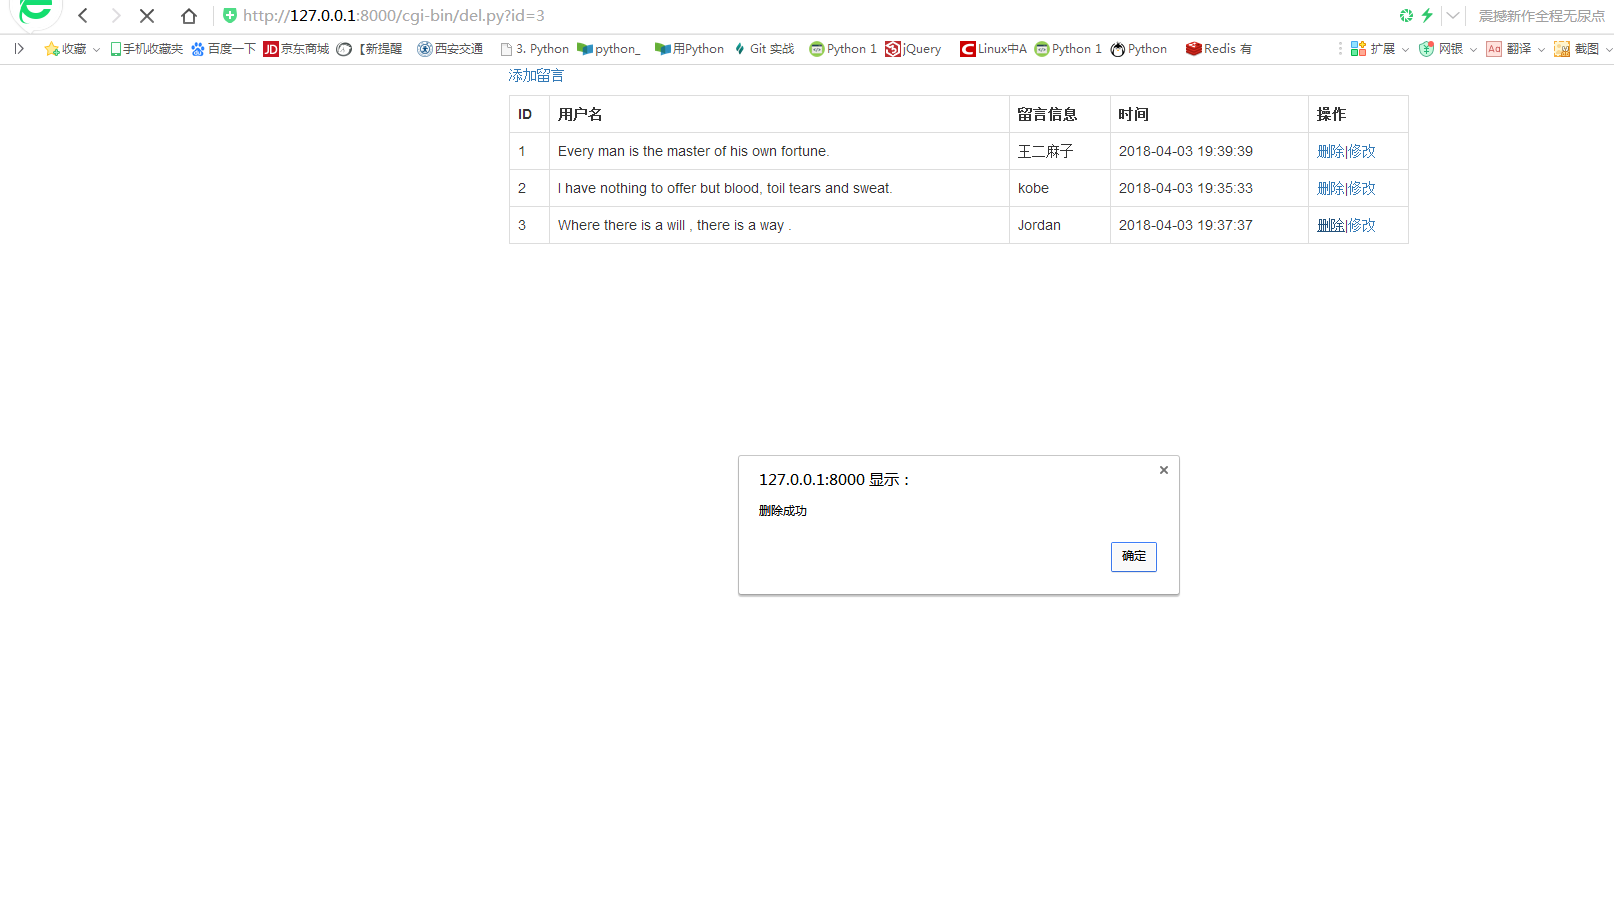 http://127.0.0.1:8000/cgi-bin/del.py?id=3 震撼新作全程无尿点
收藏 手机收藏夹 百度一下 JD 京东商城 【新提醒 西安交通 3. Python python_ 用Python Git 实战 Python 1 jQuery Linux中A Python 1 Python Redis 有 扩展 网银 Aa 翻译 截图
添加留言
ID 用户名 留言信息 时间 操作
1 Every man is the master of his own fortune. 王二麻子 2018-04-03 19:39:39 删除|修改
2 I have nothing to offer but blood, toil tears and sweat. kobe 2018-04-03 19:35:33 删除|修改
3 Where there is a will , there is a way . Jordan 2018-04-03 19:37:37 删除|修改
127.0.0.1:8000 显示：
删除成功
确定